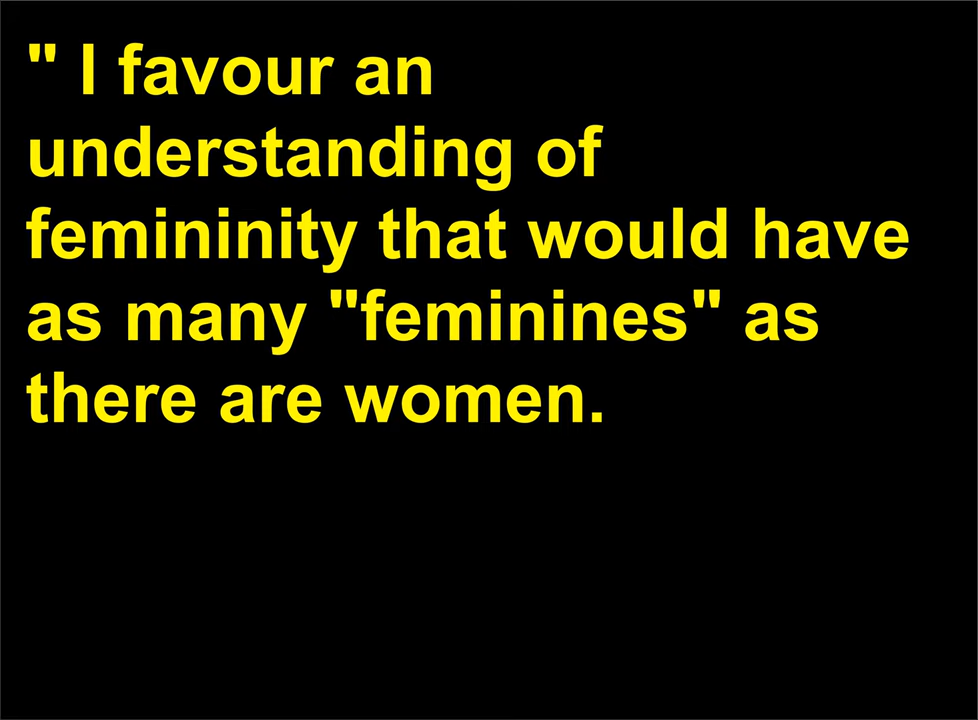 " I favour an
understanding of
femininity that would have
as many "feminines" as
there are women.